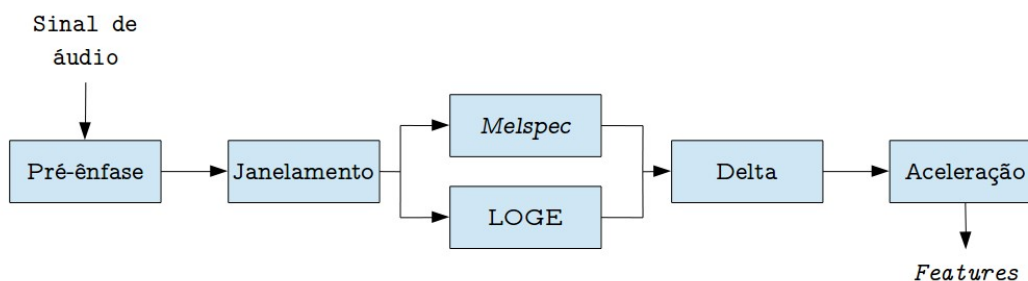 Sinal de
áudio
Pré-ênfase
Janelamento
Melspec
LOGE
Delta
Aceleração
Features